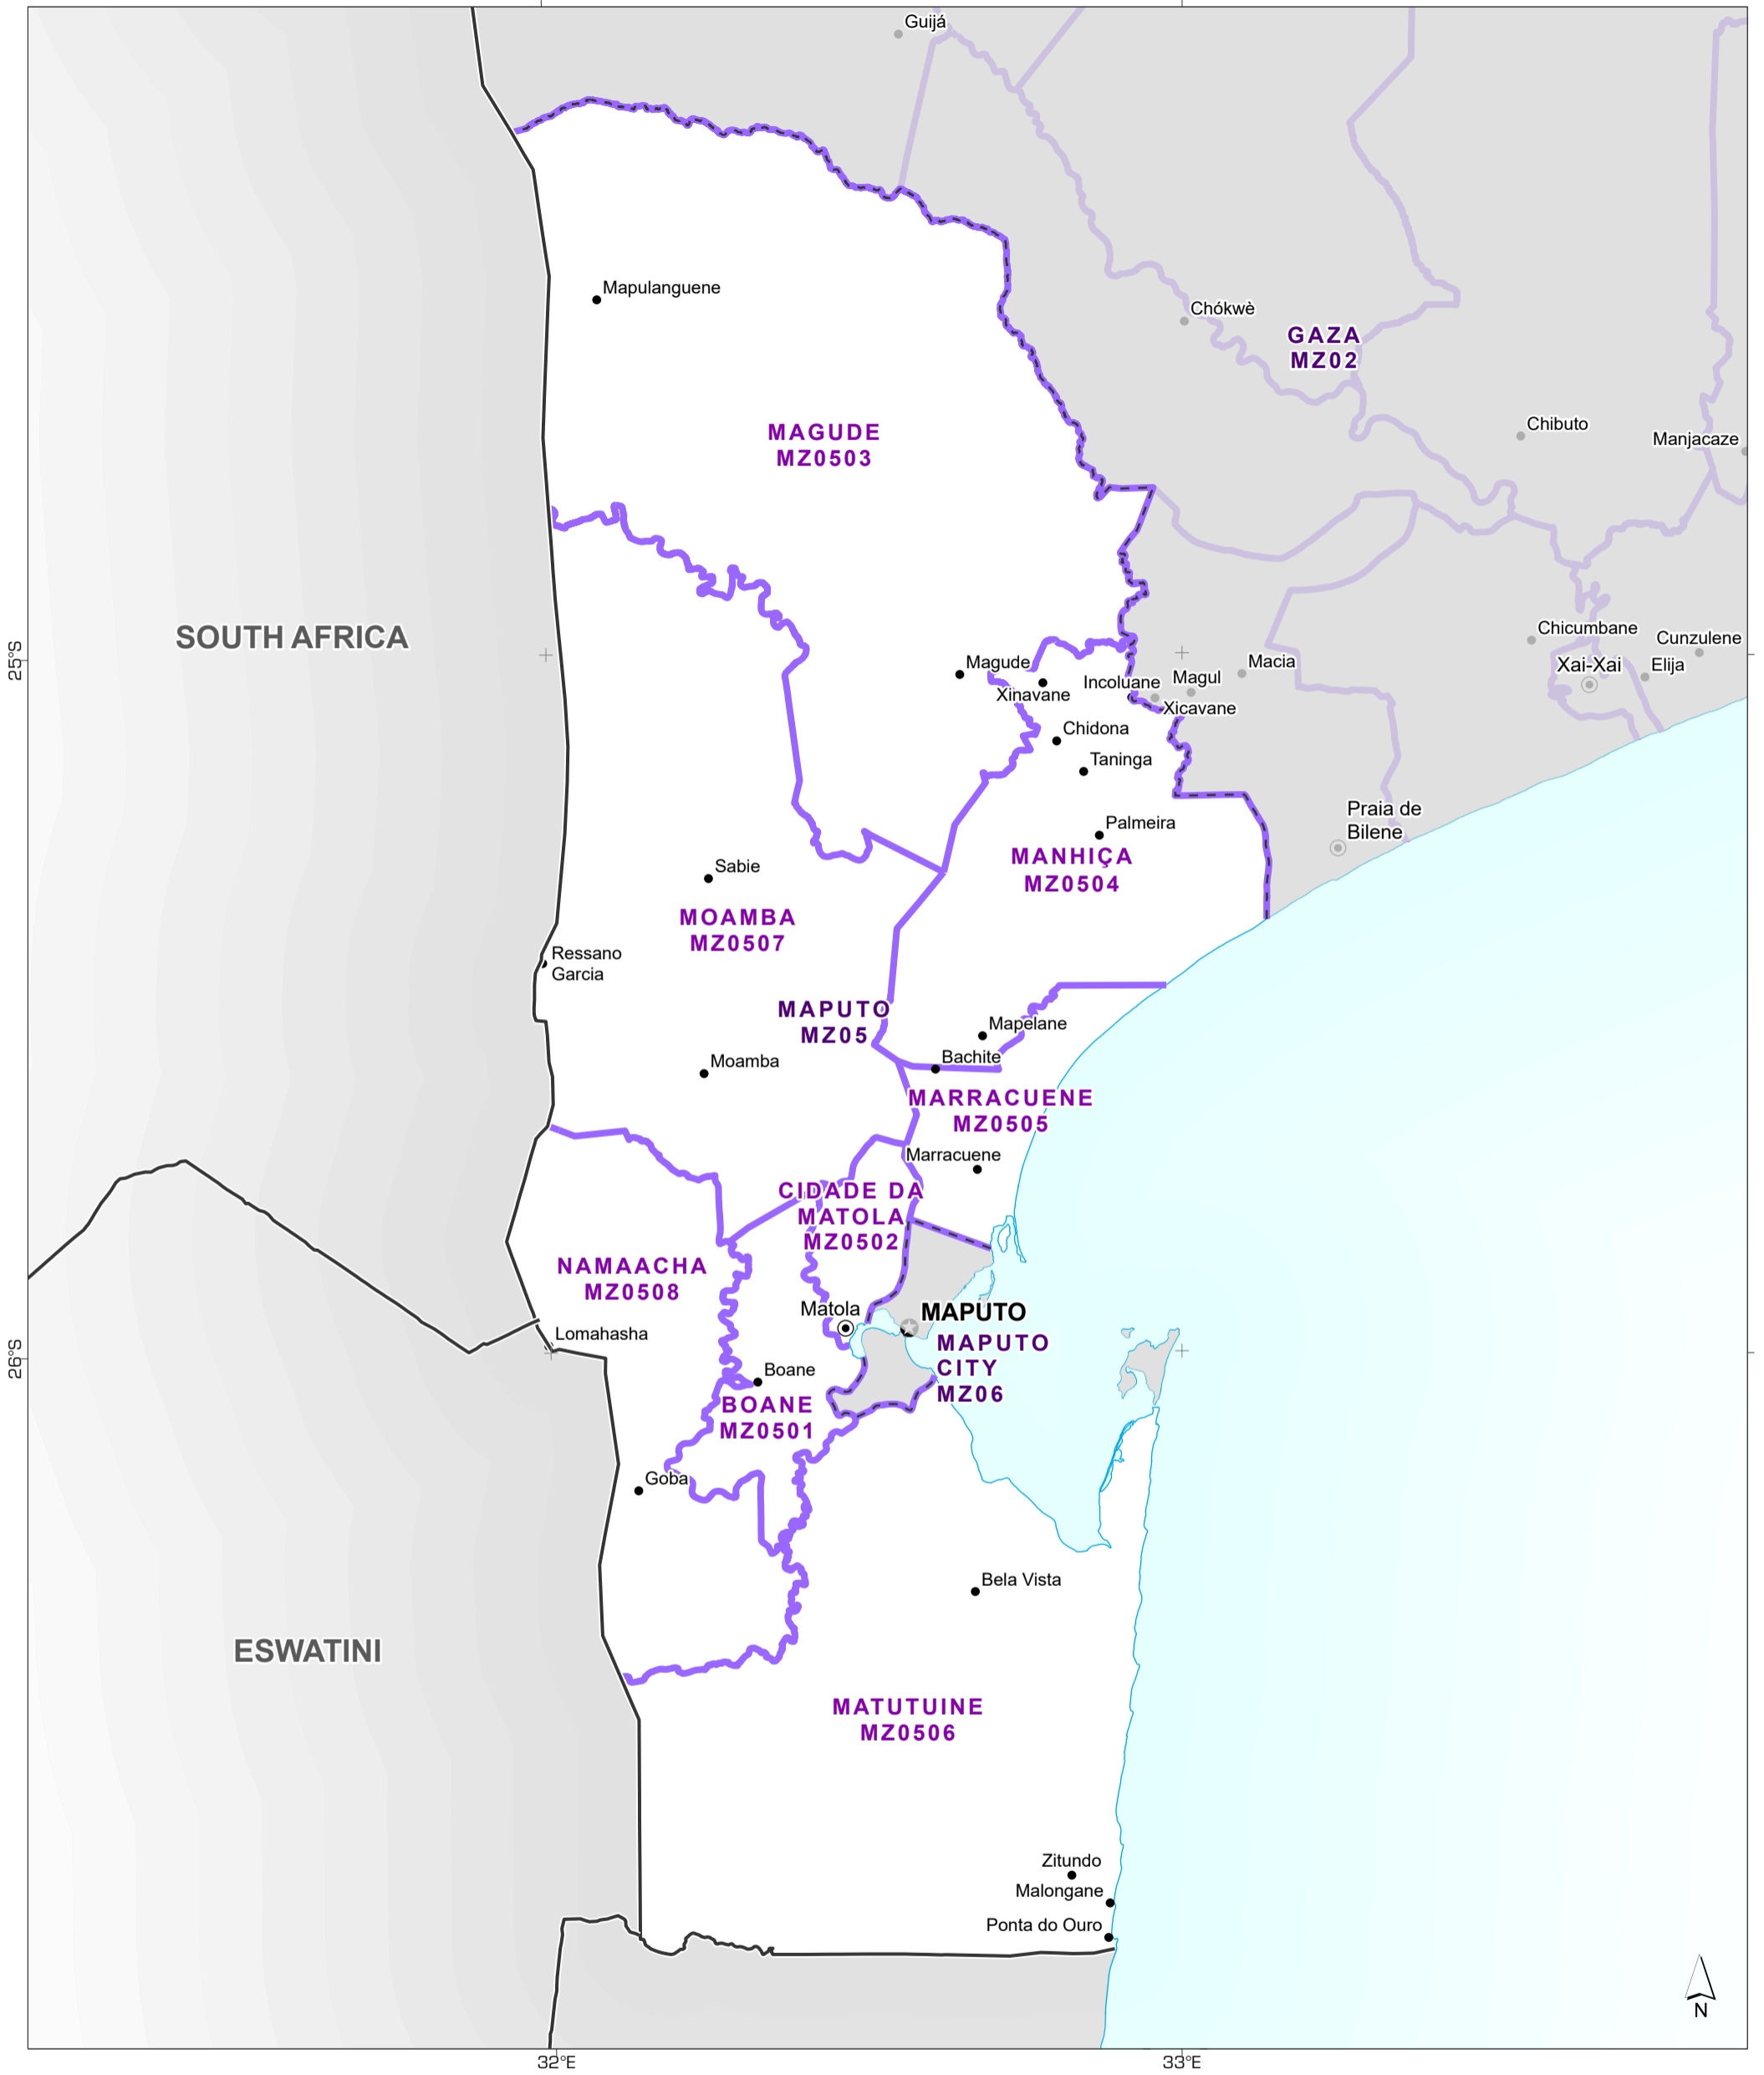 Guijá
Mapulanguene
Chókwè
GAZA
MZ02
Chibuto
Manjacaze
MAGUDE
MZ0503
SOUTH AFRICA
25°S
Chicumbane
Cunzulene
Xai-Xai
Elija
Magude
Macia
Xinavane
Incoluane
Magul
Xicavane
Chidona
Taninga
Praia de
Bilene
Palmeira
MANHIÇA
MZ0504
Sabie
MOAMBA
MZ0507
Ressano
Garcia
MAPUTO
MZ05
Mapelane
Bachite
Moamba
MARRACUENE
MZ0505
Marracuene
CIDADE DA
MATOLA
MZ0502
NAMAACHA
MZ0508
Matola
MAPUTO
Lomahasha
MAPUTO
CITY
MZ06
26°S
Boane
BOANE
MZ0501
Goba
Bela Vista
ESWATINI
MATUTUINE
MZ0506
Zitundo
Malongane
Ponta do Ouro
N
32°E
33°E